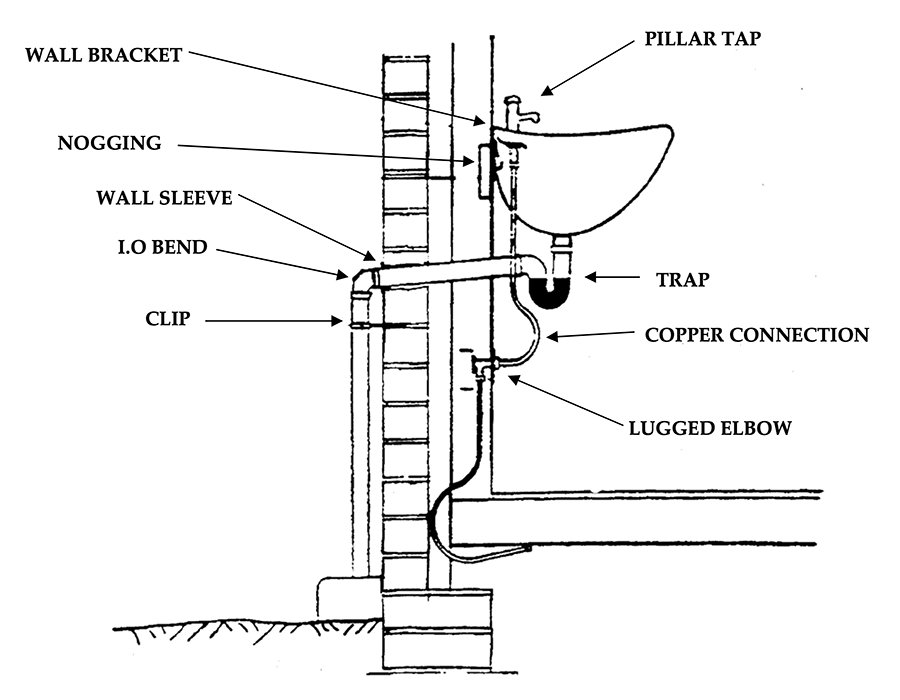 PILLAR TAP
WALL BRACKET
NOGGING
WALL SLEEVE
I.O BEND
TRAP
CLIP
COPPER CONNECTION
LUGGED ELBOW